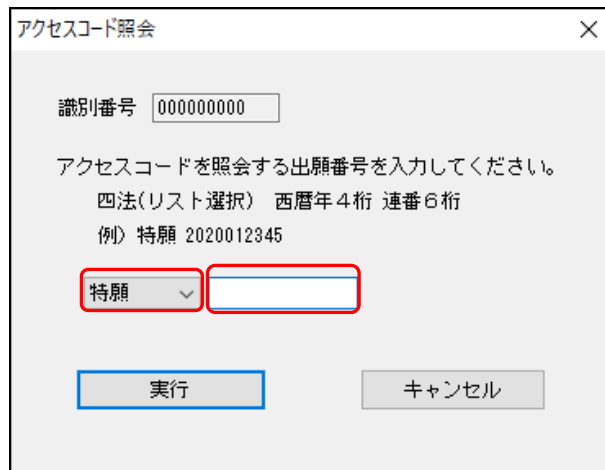 アクセスコード照会
識別番号 000000000
アクセスコードを照会する出願番号を入力してください。
四法(リスト選択) 西暦年4桁 連番6桁
例) 特願 2020012345
特願
実行 キャンセル